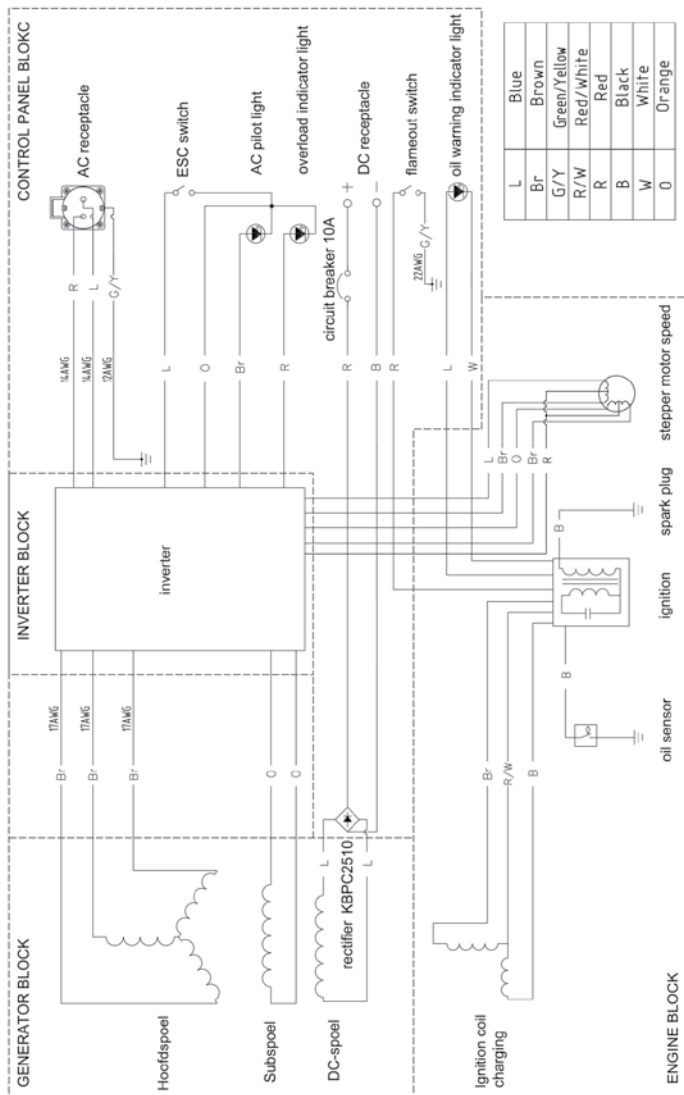 CONTROL PANEL BLOKC
AC receptacle
ESC switch
AC pilot light
overload indicator light
circuit breaker 10A
DC receptacle
+
−
flameout switch
oil warning indicator light
14AWG
14AWG
12AWG
R
L
G/Y
L
O
Br
R
R
B
R
22AWG
G/Y
L
W
L Blue
Br Brown
G/Y Green/Yellow
R/W Red/White
R Red
B Black
W White
O Orange
INVERTER BLOCK
inverter
GENERATOR BLOCK
17AWG
17AWG
17AWG
Br
Br
Br
O
O
Hoofdspoel
Subspoel
DC-spoel
rectifier KBPC2510
L
L
L
Br
O
Br
R
stepper motor speed
spark plug
B
ignition
B
oil sensor
Br
R/W
B
Ignition coil
charging
ENGINE BLOCK